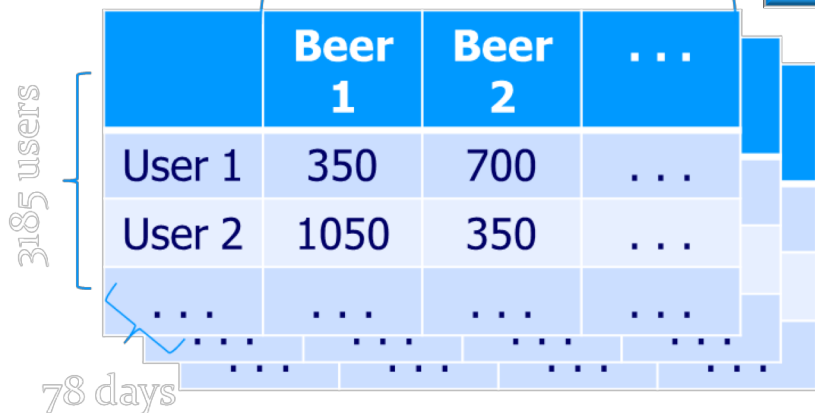 Beer 1 Beer 2 ...
3185 users
User 1 350 700 ...
User 2 1050 350 ...
... ... ... ...
... ... ... ...
... ... ... ...
78 days